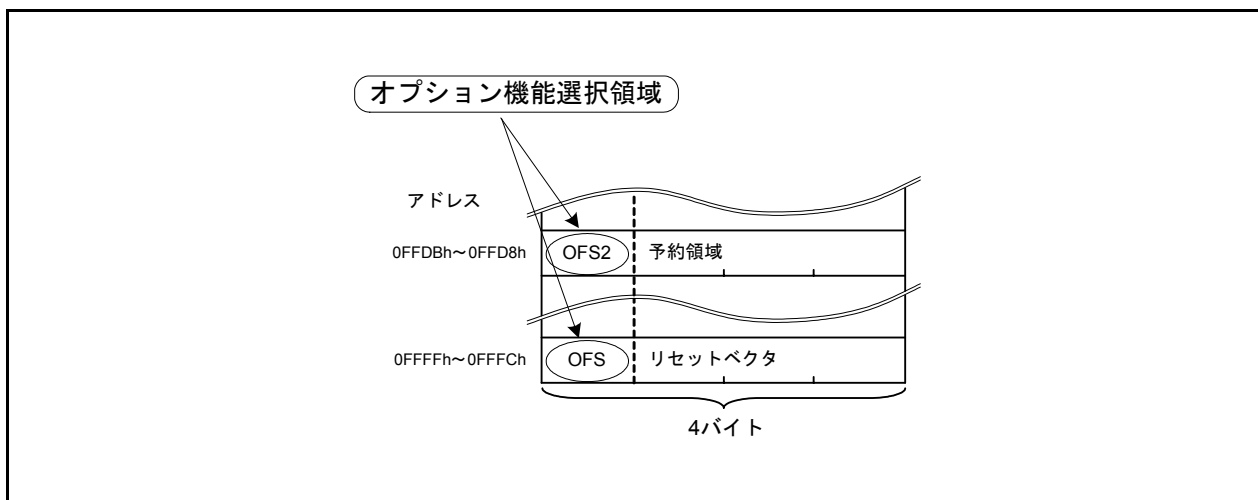 オプション機能選択領域
アドレス
0FFDBh~0FFD8h OFS2 予約領域
0FFFFh~0FFFCh OFS リセットベクタ
4バイト